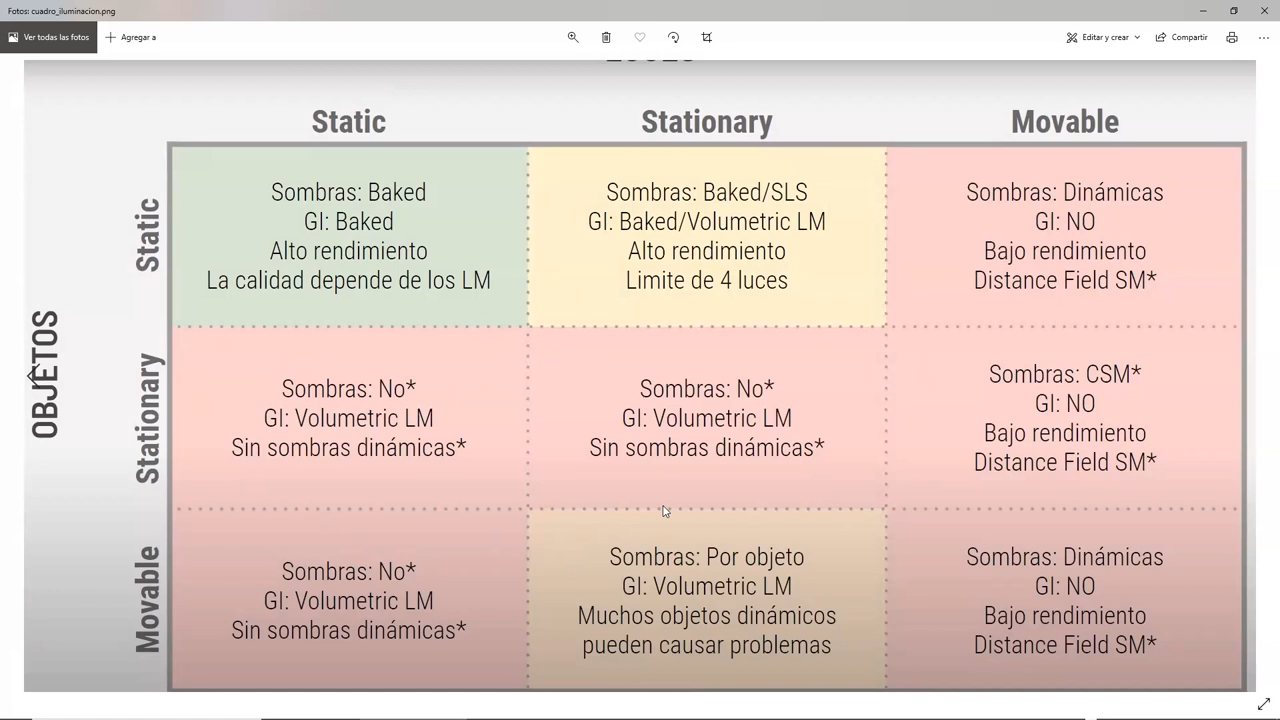 Fotos: cuadro_iluminacion.png
Ver todas las fotos
Agregar a
Editar y crear
Compartir
Static
Stationary
Movable
OBJETOS
Static
Sombras: Baked
GI: Baked
Alto rendimiento
La calidad depende de los LM
Sombras: Baked/SLS
GI: Baked/Volumetric LM
Alto rendimiento
Limite de 4 luces
Sombras: Dinámicas
GI: NO
Bajo rendimiento
Distance Field SM*
Stationary
Sombras: No*
GI: Volumetric LM
Sin sombras dinámicas*
Sombras: No*
GI: Volumetric LM
Sin sombras dinámicas*
Sombras: CSM*
GI: NO
Bajo rendimiento
Distance Field SM*
Movable
Sombras: No*
GI: Volumetric LM
Sin sombras dinámicas*
Sombras: Por objeto
GI: Volumetric LM
Muchos objetos dinámicos
pueden causar problemas
Sombras: Dinámicas
GI: NO
Bajo rendimiento
Distance Field SM*